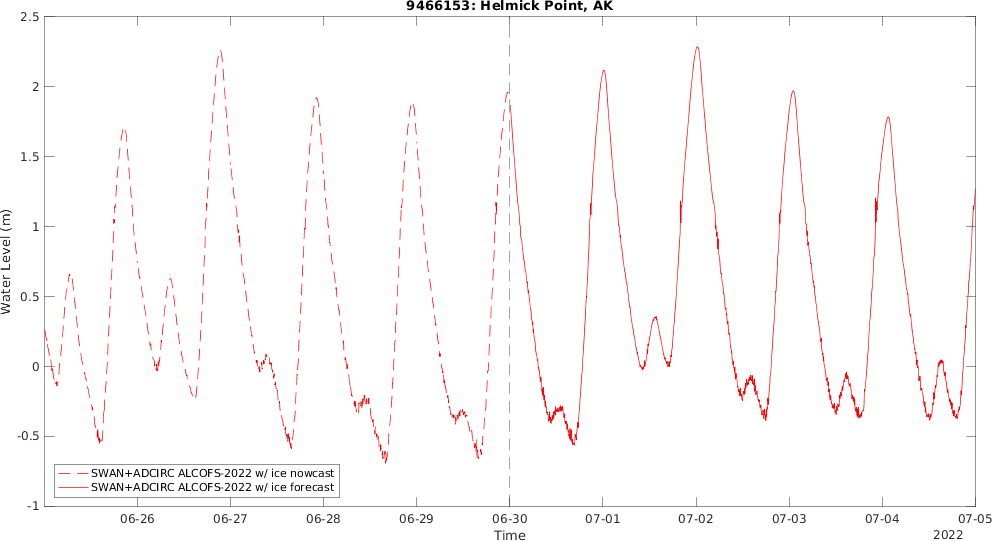 9466153: Helmick Point, AK
2.5
2
1.5
1
0.5
0
-0.5
-1
Water Level (m)
SWAN+ADCIRC ALCOFS-2022 w/ ice nowcast
SWAN+ADCIRC ALCOFS-2022 w/ ice forecast
06-26 06-27 06-28 06-29 06-30 07-01 07-02 07-03 07-04 07-05
Time
2022